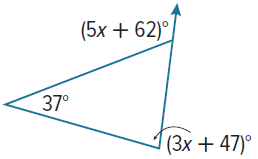 (5x + 62)°
37°
(3x + 47)°